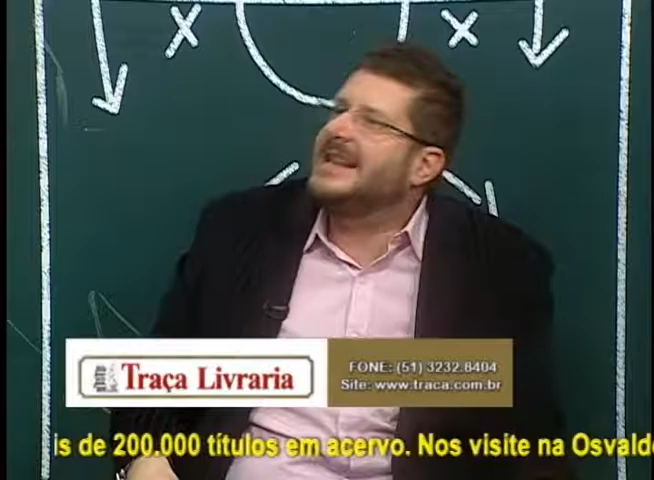 Traça Livraria
FONE: (51) 3232.8404
Site: www.traca.com.br
is de 200.000 títulos em acervo. Nos visite na Osvald